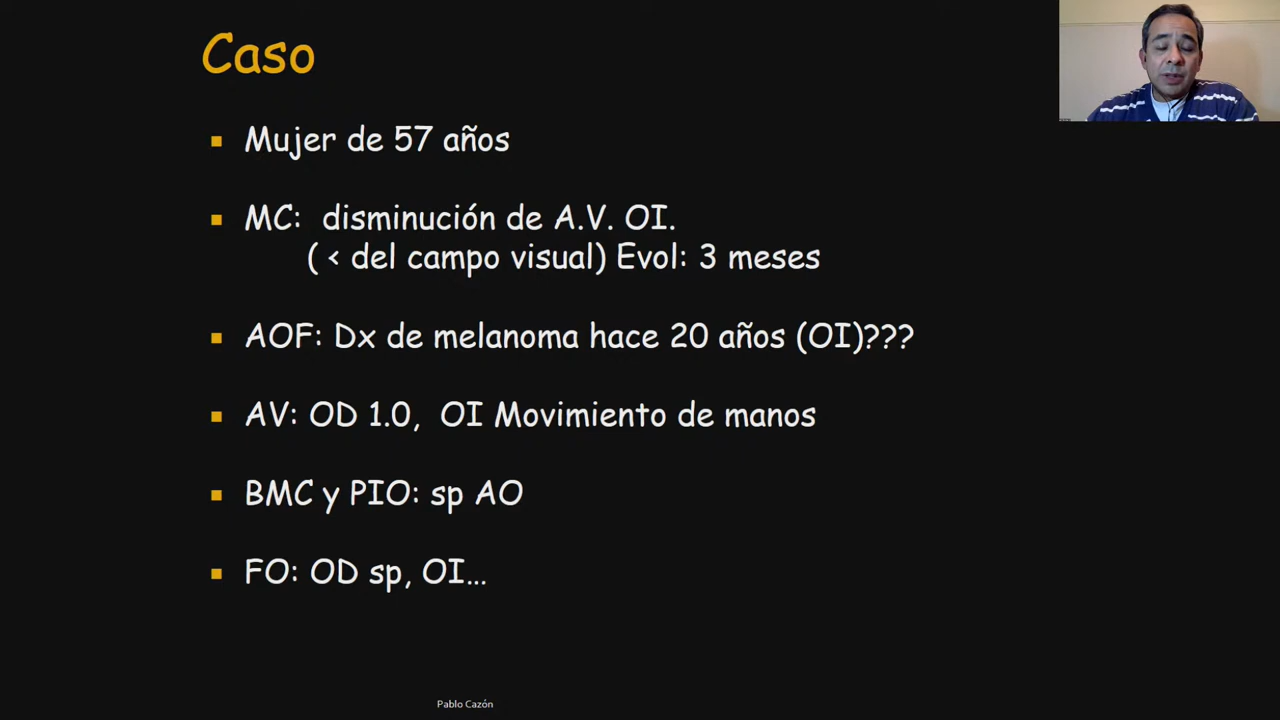 Caso
Mujer de 57 años
MC: disminución de A.V. OI.
( < del campo visual) Evol: 3 meses
AOF: Dx de melanoma hace 20 años (OI)???
AV: OD 1.0, OI Movimiento de manos
BMC y PIO: sp AO
FO: OD sp, OI...
Pablo Cazón